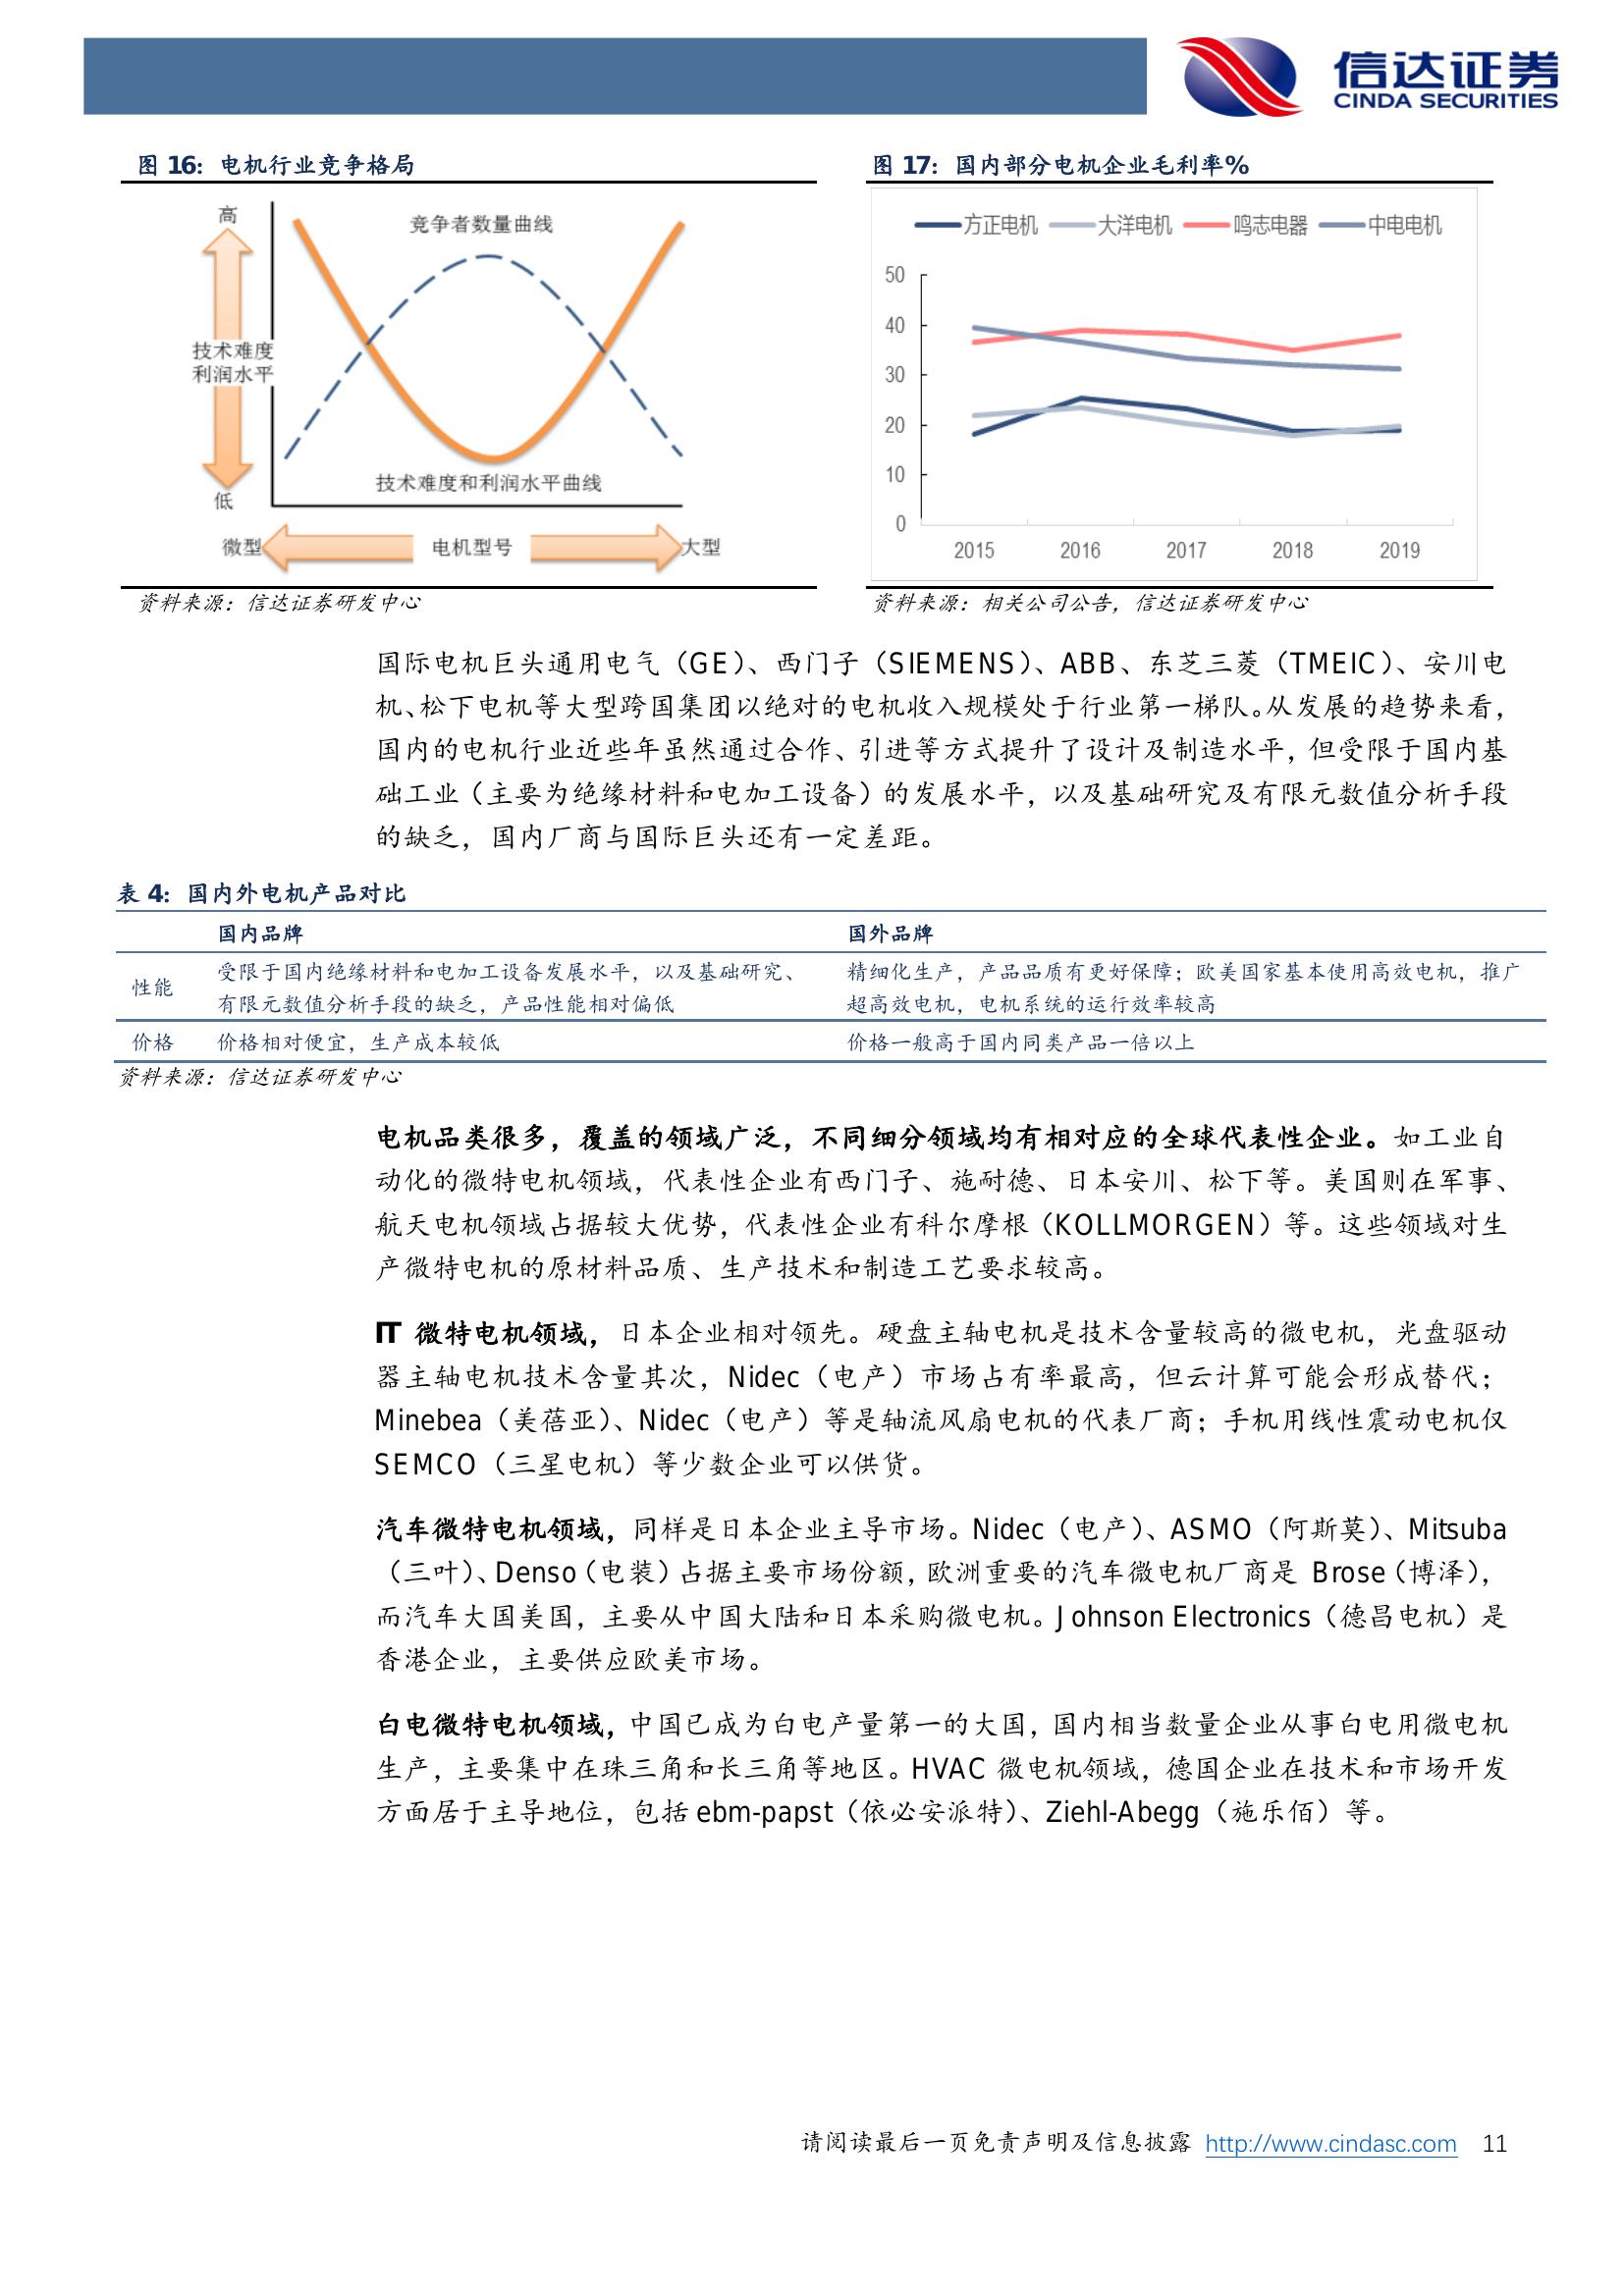 信达证券
CINDA SECURITIES
图 16：电机行业竞争格局
高
竞争者数量曲线
技术难度
利润水平
技术难度和利润水平曲线
低
微型
电机型号
大型
资料来源：信达证券研发中心
图 17：国内部分电机企业毛利率%
方正电机 大洋电机 鸣志电器 中电电机
50
40
30
20
10
0
2015 2016 2017 2018 2019
资料来源：相关公司公告，信达证券研发中心
国际电机巨头通用电气（GE）、西门子（SIEMENS）、ABB、东芝三菱（TMEIC）、安川电
机、松下电机等大型跨国集团以绝对的电机收入规模处于行业第一梯队。从发展的趋势来看，
国内的电机行业近些年虽然通过合作、引进等方式提升了设计及制造水平，但受限于国内基
础工业（主要为绝缘材料和电加工设备）的发展水平，以及基础研究及有限元数值分析手段
的缺乏，国内厂商与国际巨头还有一定差距。
表 4：国内外电机产品对比
国内品牌 国外品牌
性能
受限于国内绝缘材料和电加工设备发展水平，以及基础研究、
有限元数值分析手段的缺乏，产品性能相对偏低
精细化生产，产品品质有更好保障；欧美国家基本使用高效电机，推广
超高效电机，电机系统的运行效率较高
价格 价格相对便宜，生产成本较低 价格一般高于国内同类产品一倍以上
资料来源：信达证券研发中心
电机品类很多，覆盖的领域广泛，不同细分领域均有相对应的全球代表性企业。如工业自
动化的微特电机领域，代表性企业有西门子、施耐德、日本安川、松下等。美国则在军事、
航天电机领域占据较大优势，代表性企业有科尔摩根（KOLLMORGEN）等。这些领域对生
产微特电机的原材料品质、生产技术和制造工艺要求较高。
IT 微特电机领域，日本企业相对领先。硬盘主轴电机是技术含量较高的微电机，光盘驱动
器主轴电机技术含量其次，Nidec（电产）市场占有率最高，但云计算可能会形成替代；
Minebea（美蓓亚）、Nidec（电产）等是轴流风扇电机的代表厂商；手机用线性震动电机仅
SEMCO（三星电机）等少数企业可以供货。
汽车微特电机领域，同样是日本企业主导市场。Nidec（电产）、ASMO（阿斯莫）、Mitsuba
（三叶）、Denso（电装）占据主要市场份额，欧洲重要的汽车微电机厂商是 Brose（博泽），
而汽车大国美国，主要从中国大陆和日本采购微电机。Johnson Electronics（德昌电机）是
香港企业，主要供应欧美市场。
白电微特电机领域，中国已成为白电产量第一的大国，国内相当数量企业从事白电用微电机
生产，主要集中在珠三角和长三角等地区。HVAC 微电机领域，德国企业在技术和市场开发
方面居于主导地位，包括 ebm-papst（依必安派特）、Ziehl-Abegg（施乐佰）等。
请阅读最后一页免责声明及信息披露 http://www.cindasc.com 11